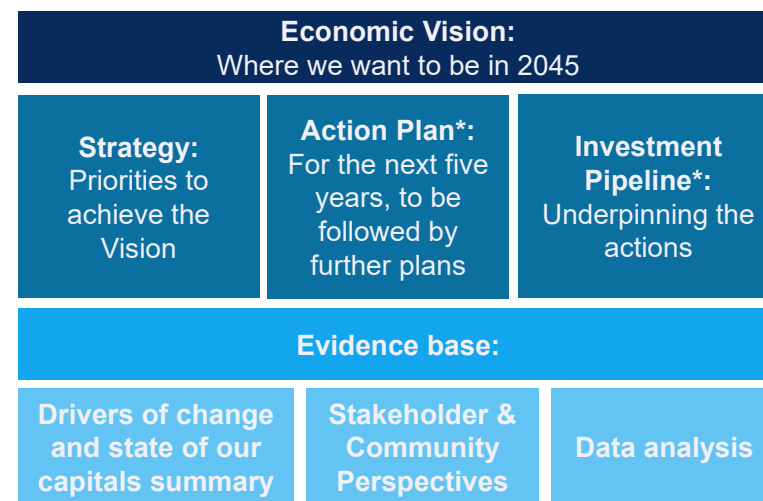 Economic Vision:
Where we want to be in 2045
Strategy:
Priorities to
achieve the
Vision
Action Plan*:
For the next five
years, to be
followed by
further plans
Investment
Pipeline*:
Underpinning the
actions
Evidence base:
Drivers of change
and state of our
capitals summary
Stakeholder &
Community
Perspectives
Data analysis